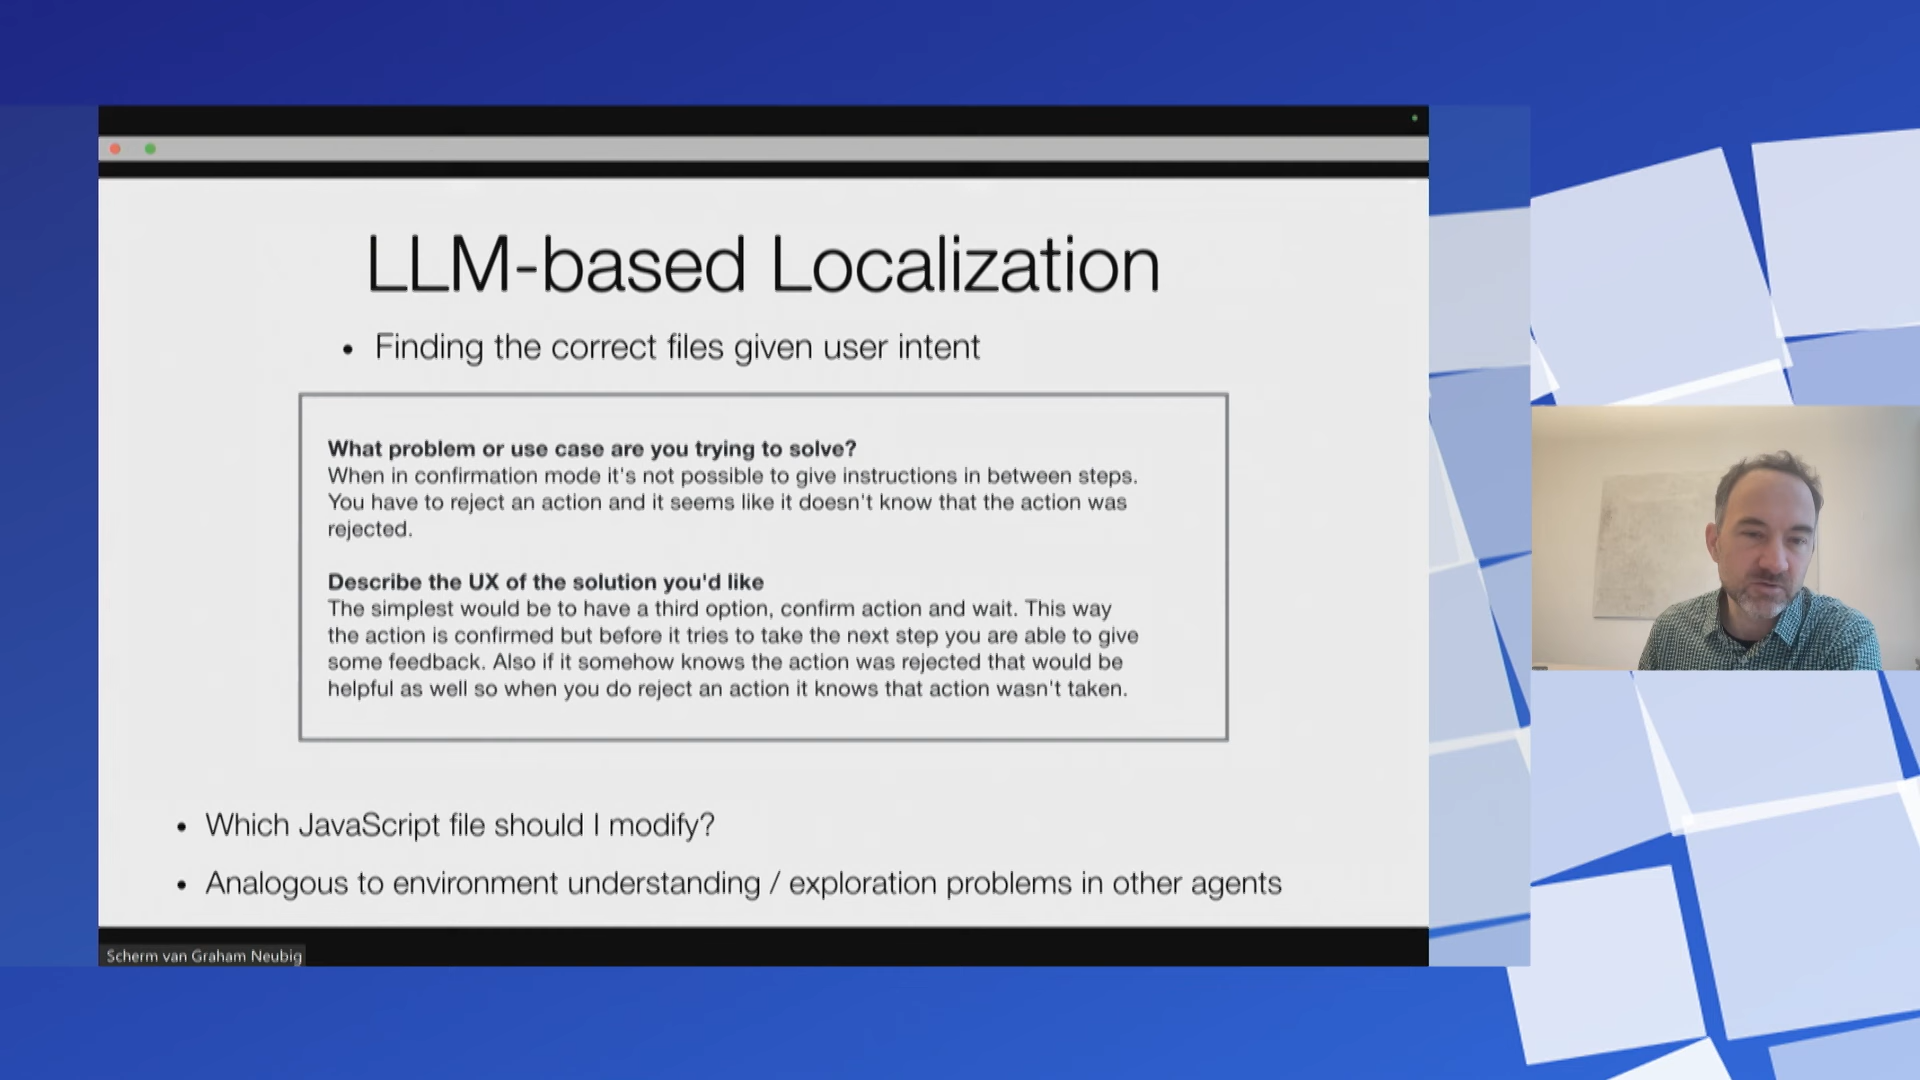 LLM-based Localization
• Finding the correct files given user intent
What problem or use case are you trying to solve?
When in confirmation mode it's not possible to give instructions in between steps.
You have to reject an action and it seems like it doesn't know that the action was
rejected.
Describe the UX of the solution you'd like
The simplest would be to have a third option, confirm action and wait. This way
the action is confirmed but before it tries to take the next step you are able to give
some feedback. Also if it somehow knows the action was rejected that would be
helpful as well so when you do reject an action it knows that action wasn't taken.
• Which JavaScript file should I modify?
• Analogous to environment understanding / exploration problems in other agents
Scherm van Graham Neubig